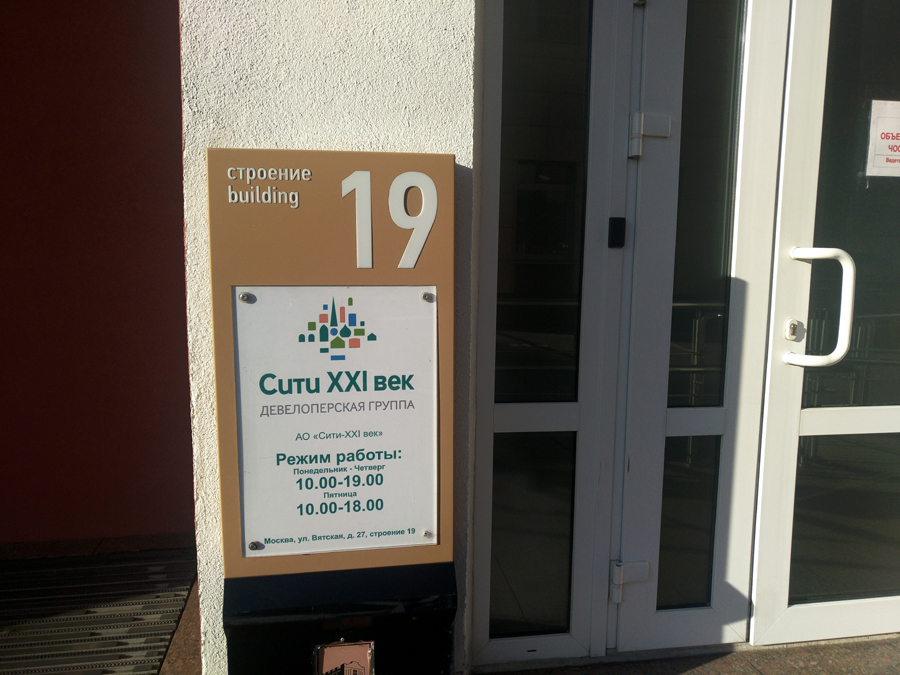 строение
building
19
Сити XXI век
ДЕВЕЛОПЕРСКАЯ ГРУППА
АО «Сити-XXI век»
Режим работы:
Понедельник - Четверг
10.00-19.00
Пятница
10.00-18.00
Москва, ул. Вятская, д. 27, строение 19